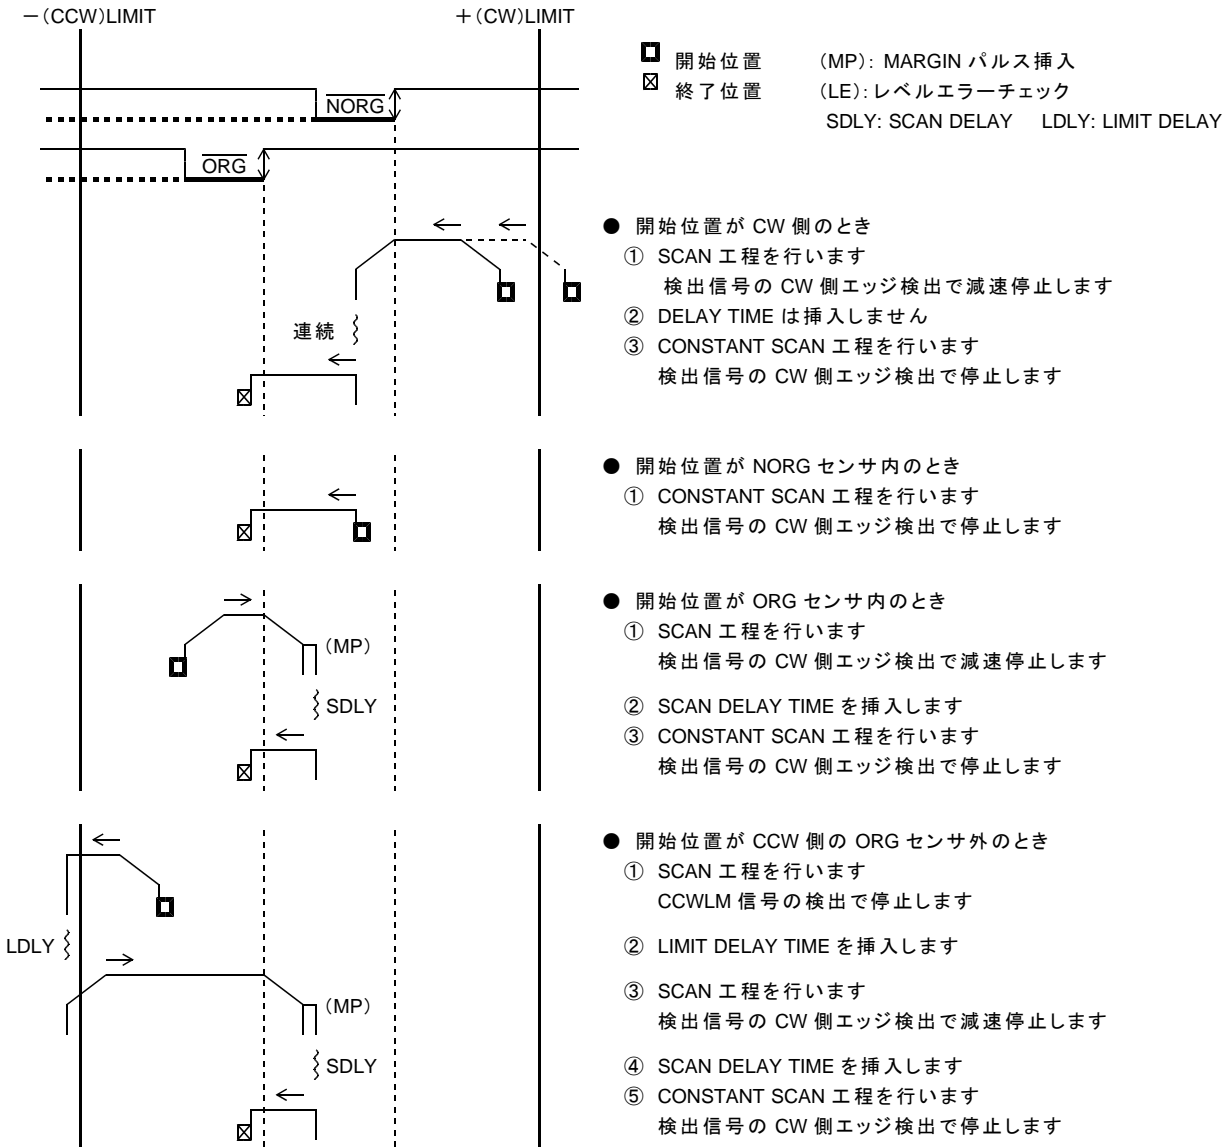 －(CCW)LIMIT
＋(CW)LIMIT
開始位置 (MP): MARGIN パルス挿入
終了位置 (LE):レベルエラーチェック
SDLY: SCAN DELAY LDLY: LIMIT DELAY
NORG
ORG
● 開始位置が CW 側のとき
① SCAN 工程を行います
検出信号の CW 側エッジ検出で減速停止します
② DELAY TIME は挿入しません
③ CONSTANT SCAN 工程を行います
検出信号の CW 側エッジ検出で停止します
連続
● 開始位置が NORG センサ内のとき
① CONSTANT SCAN 工程を行います
検出信号の CW 側エッジ検出で停止します
● 開始位置が ORG センサ内のとき
① SCAN 工程を行います
検出信号の CW 側エッジ検出で減速停止します
② SCAN DELAY TIME を挿入します
③ CONSTANT SCAN 工程を行います
検出信号の CW 側エッジ検出で停止します
(MP)
SDLY
● 開始位置が CCW 側の ORG センサ外のとき
① SCAN 工程を行います
CCWLM 信号の検出で停止します
② LIMIT DELAY TIME を挿入します
③ SCAN 工程を行います
検出信号の CW 側エッジ検出で減速停止します
④ SCAN DELAY TIME を挿入します
⑤ CONSTANT SCAN 工程を行います
検出信号の CW 側エッジ検出で停止します
LDLY
(MP)
SDLY